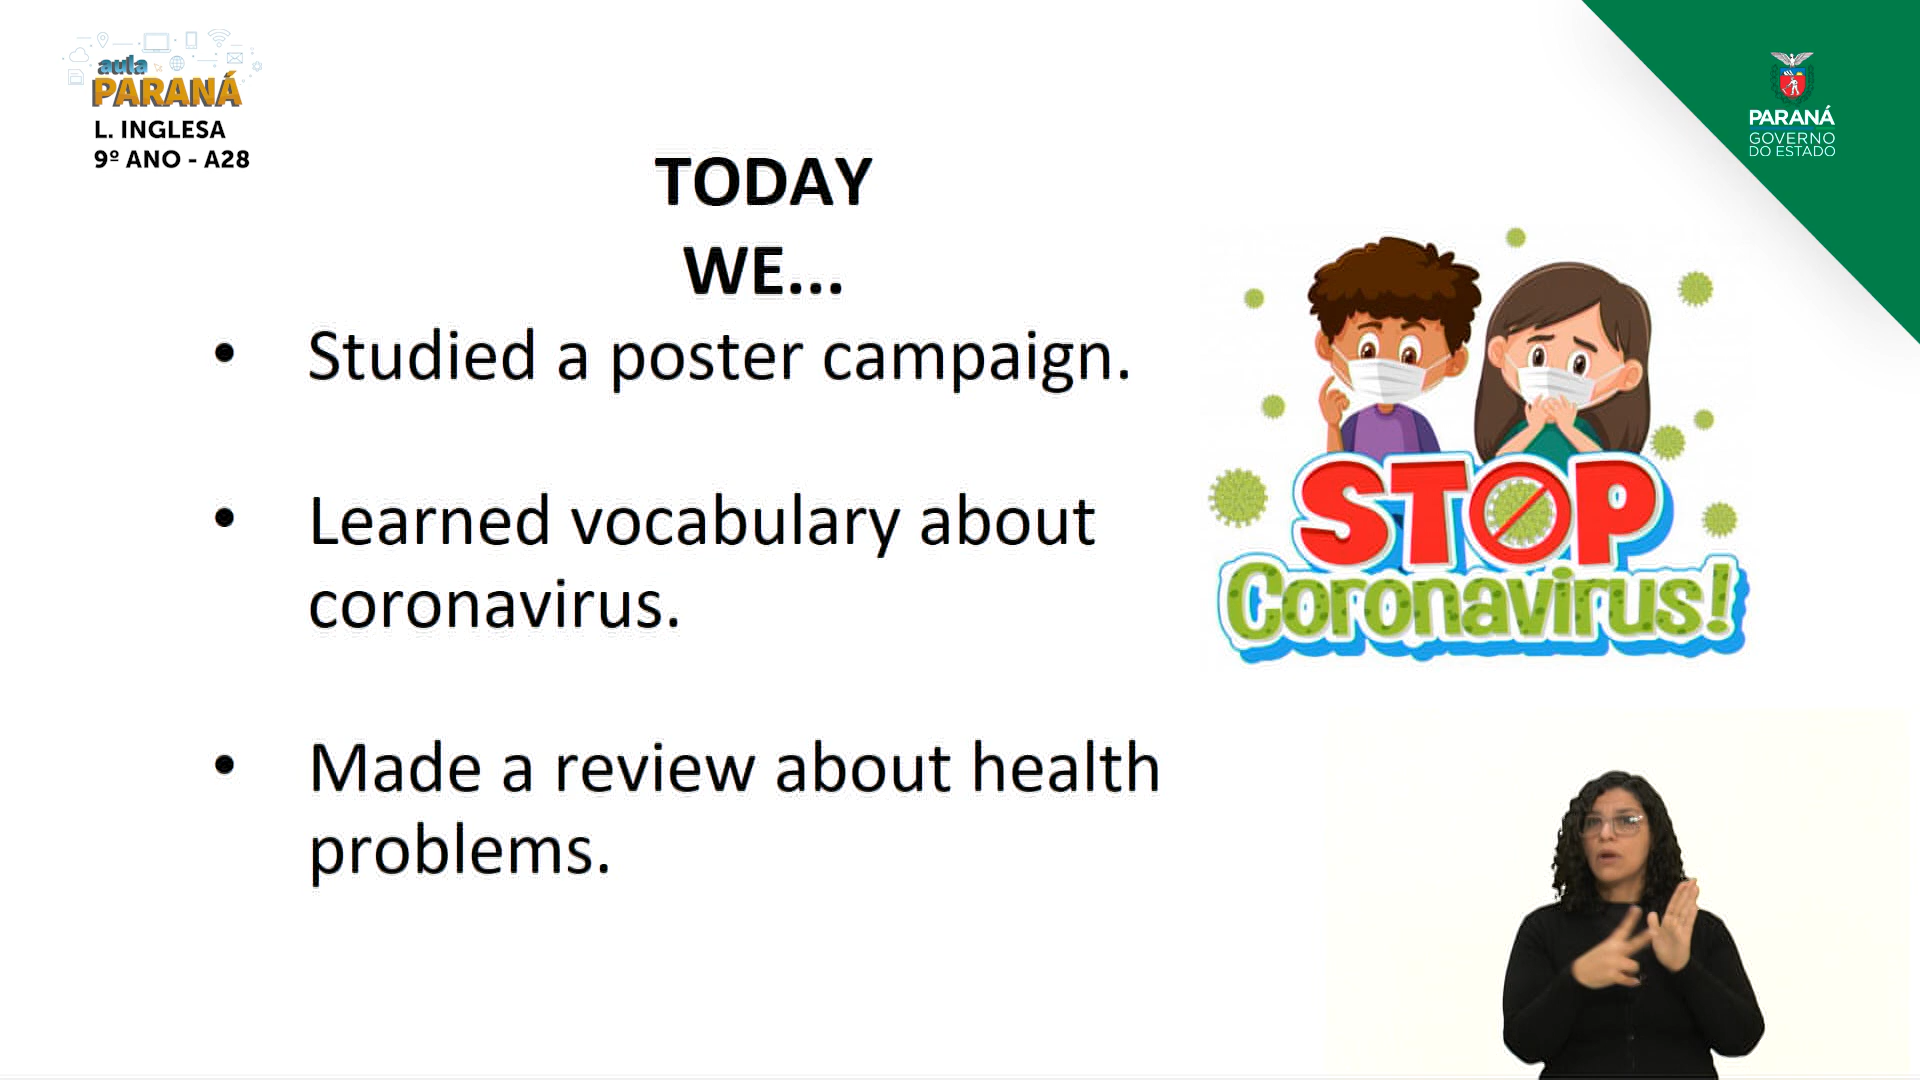 aula
PARANÁ
L. INGLESA
9º ANO - A28
PARANÁ
GOVERNO
DO ESTADO
TODAY
WE...
• Studied a poster campaign.
• Learned vocabulary about
coronavirus.
• Made a review about health
problems.
STOP
Coronavirus!